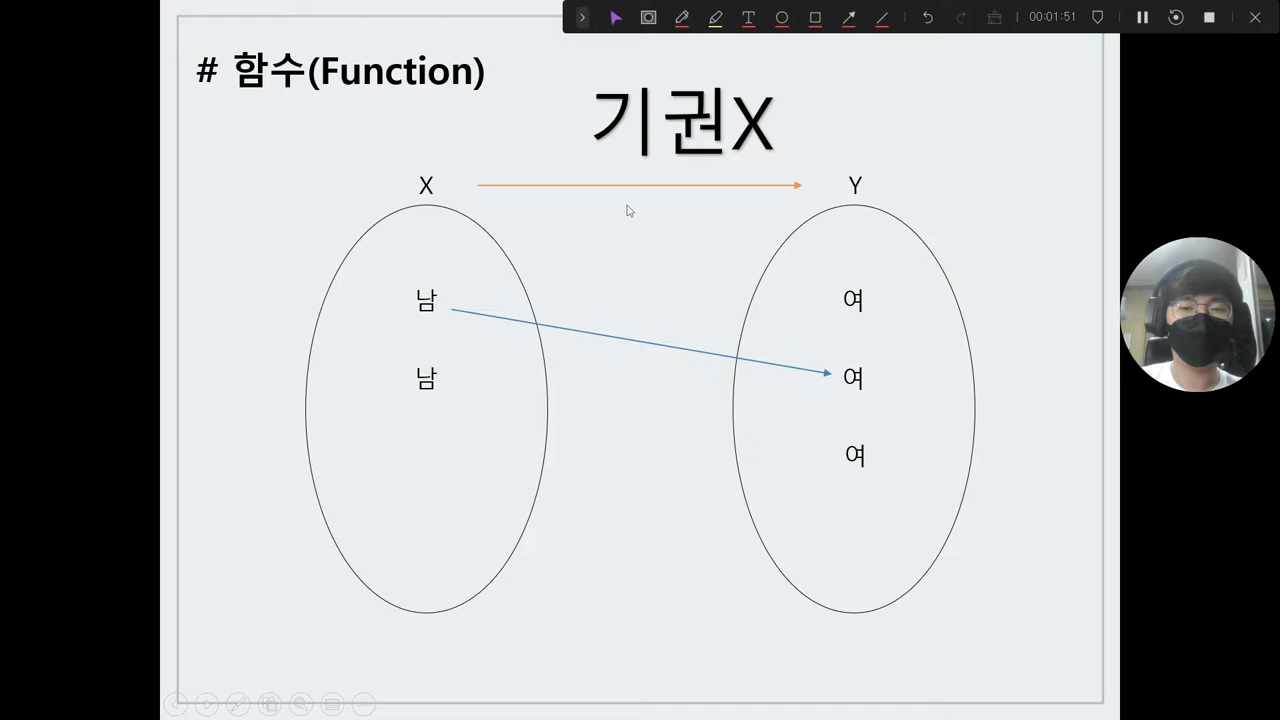 00:01:51
# 함수(Function)
기권X
X
Y
남
여
남
여
여